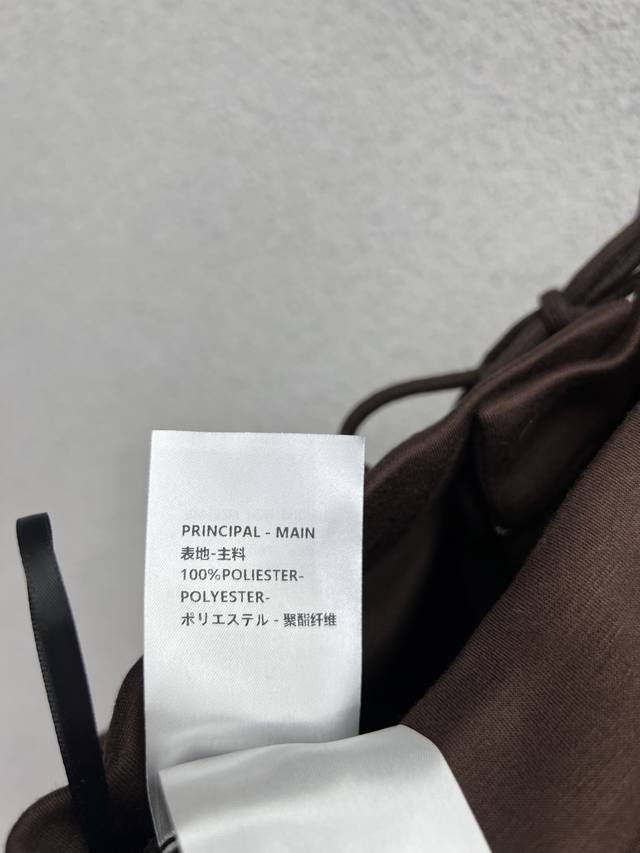 PRINCIPAL - MAIN
表地-主料
100%POLIESTER-
POLYESTER-
ポリエステル - 聚酯纤维